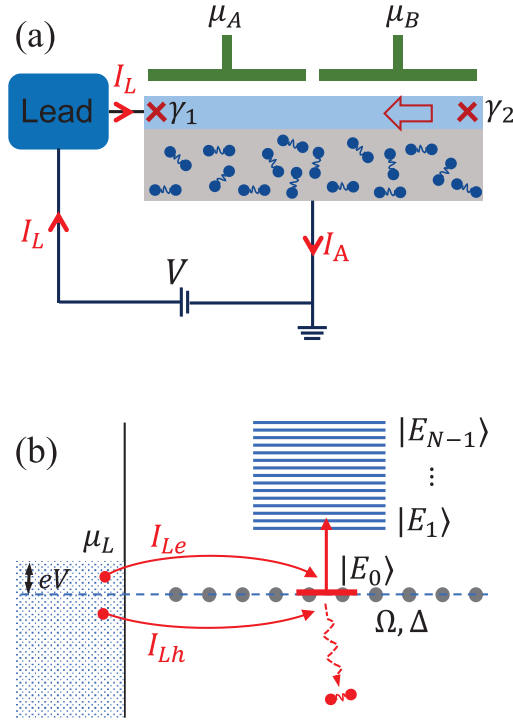 (a)
μ_A
μ_B
I_L
Lead
γ_1
γ_2
I_L
I_A
V
(b)
|E_{N−1}⟩
⋮
|E_1⟩
μ_L
I_{Le}
eV
|E_0⟩
Ω, Δ
I_{Lh}